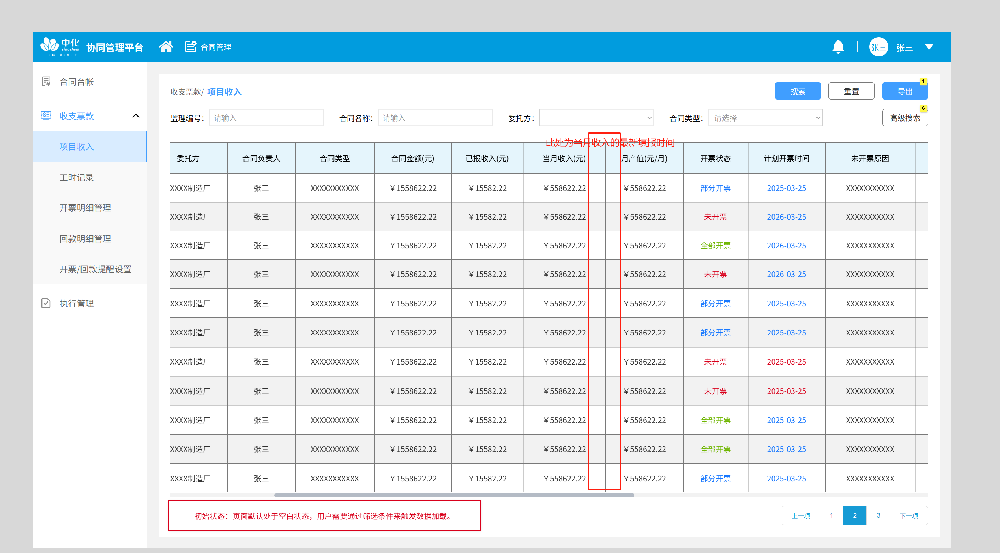 中化
sinochem
科 学 至 上
协同管理平台
合同管理
张三
张三
合同台帐
收支票款
项目收入
工时记录
开票明细管理
回款明细管理
开票/回款提醒设置
执行管理
收支票款/ 项目收入
搜索
重置
导出
1
监理编号：
请输入
合同名称：
请输入
委托方：
合同类型：
请选择
高级搜索
6
此处为当月收入的最新填报时间
委托方 合同负责人 合同类型 合同金额(元) 已报收入(元) 当月收入(元) 月产值(元/月) 开票状态 计划开票时间 未开票原因
XXXX制造厂 张三 XXXXXXXXXXX ￥1558622.22 ￥15582.22 ￥558622.22 ￥558622.22 部分开票 2025-03-25 XXXXXXXXXXX
XXXX制造厂 张三 XXXXXXXXXXX ￥1558622.22 ￥15582.22 ￥558622.22 ￥558622.22 未开票 2026-03-25 XXXXXXXXXXX
XXXX制造厂 张三 XXXXXXXXXXX ￥1558622.22 ￥15582.22 ￥558622.22 ￥558622.22 全部开票 2026-03-25 XXXXXXXXXXX
XXXX制造厂 张三 XXXXXXXXXXX ￥1558622.22 ￥15582.22 ￥558622.22 ￥558622.22 未开票 2026-03-25 XXXXXXXXXXX
XXXX制造厂 张三 XXXXXXXXXXX ￥1558622.22 ￥15582.22 ￥558622.22 ￥558622.22 部分开票 2025-03-25 XXXXXXXXXXX
XXXX制造厂 张三 XXXXXXXXXXX ￥1558622.22 ￥15582.22 ￥558622.22 ￥558622.22 部分开票 2025-03-25 XXXXXXXXXXX
XXXX制造厂 张三 XXXXXXXXXXX ￥1558622.22 ￥15582.22 ￥558622.22 ￥558622.22 未开票 2025-03-25 XXXXXXXXXXX
XXXX制造厂 张三 XXXXXXXXXXX ￥1558622.22 ￥15582.22 ￥558622.22 ￥558622.22 未开票 2025-03-25 XXXXXXXXXXX
XXXX制造厂 张三 XXXXXXXXXXX ￥1558622.22 ￥15582.22 ￥558622.22 ￥558622.22 全部开票 2025-03-25 XXXXXXXXXXX
XXXX制造厂 张三 XXXXXXXXXXX ￥1558622.22 ￥15582.22 ￥558622.22 ￥558622.22 全部开票 2025-03-25 XXXXXXXXXXX
XXXX制造厂 张三 XXXXXXXXXXX ￥1558622.22 ￥15582.22 ￥558622.22 ￥558622.22 部分开票 2025-03-25 XXXXXXXXXXX
初始状态：页面默认处于空白状态，用户需要通过筛选条件来触发数据加载。
上一项 1 2 3 下一项